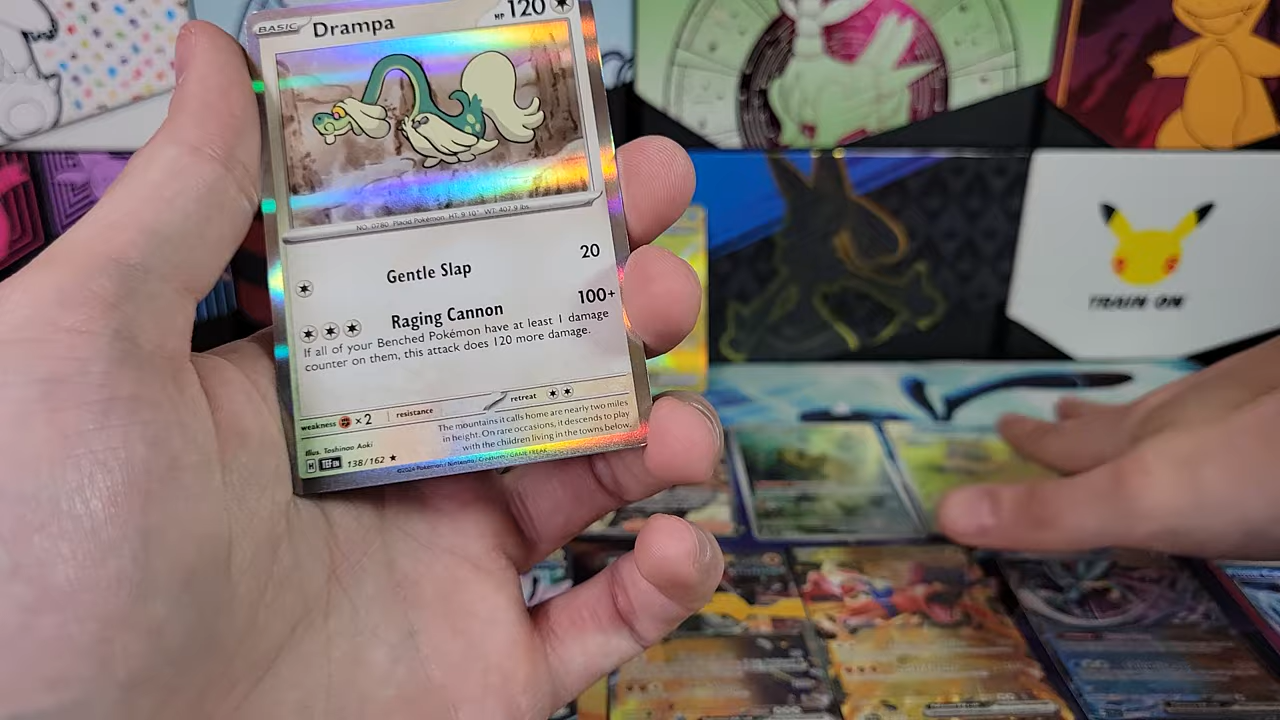 BASIC Drampa HP 120
NO. 0780 Placid Pokémon HT: 9'10" WT: 407.9 lbs.
Gentle Slap 20
Raging Cannon 100+
If all of your Benched Pokémon have at least 1 damage
counter on them, this attack does 120 more damage.
weakness ×2 resistance retreat
The mountains it calls home are nearly two miles
in height. On rare occasions, it descends to play
with the children living in the towns below.
Illus. Toshinao Aoki
H TEF EN 138/162 ★
©2024 Pokémon / Nintendo / Creatures / GAME FREAK
TRAIN ON